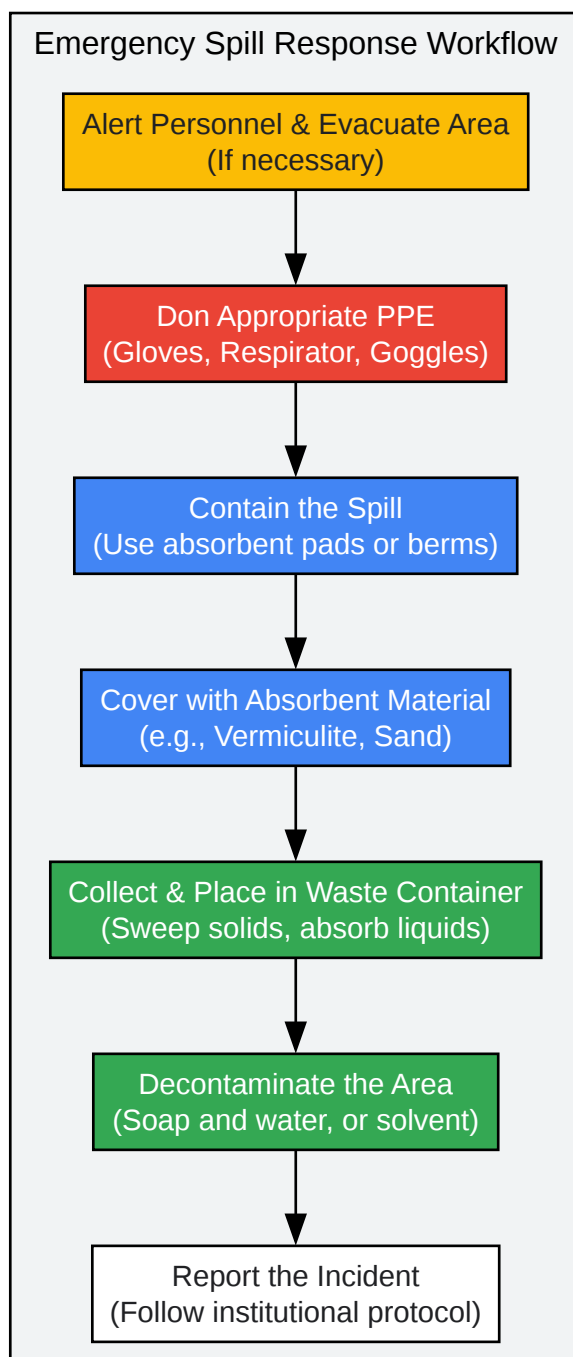 Emergency Spill Response Workflow
Alert Personnel & Evacuate Area
(If necessary)
Don Appropriate PPE
(Gloves, Respirator, Goggles)
Contain the Spill
(Use absorbent pads or berms)
Cover with Absorbent Material
(e.g., Vermiculite, Sand)
Collect & Place in Waste Container
(Sweep solids, absorb liquids)
Decontaminate the Area
(Soap and water, or solvent)
Report the Incident
(Follow institutional protocol)